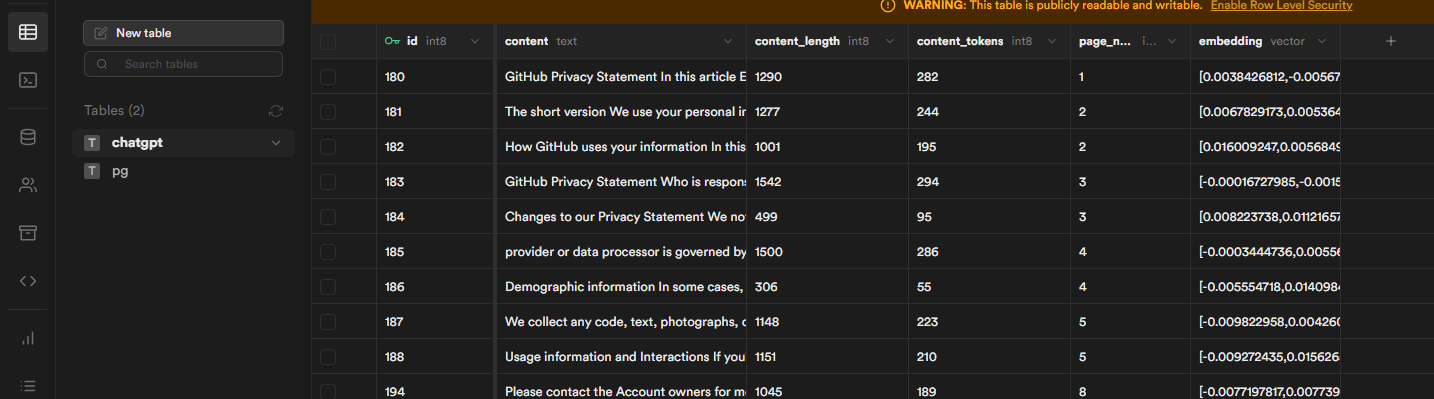 WARNING: This table is publicly readable and writable. Enable Row Level Security
New table
Search tables
Tables (2)
chatgpt
pg
id int8 content text content_length int8 content_tokens int8 page_n... i... embedding vector
180 GitHub Privacy Statement In this article E 1290 282 1 [0.0038426812,-0.00567
181 The short version We use your personal in 1277 244 2 [0.0067829173,0.005364
182 How GitHub uses your information In this 1001 195 2 [0.016009247,0.0056849
183 GitHub Privacy Statement Who is respons 1542 294 3 [-0.00016727985,-0.0015
184 Changes to our Privacy Statement We no 499 95 3 [0.008223738,0.01121657
185 provider or data processor is governed by 1500 286 4 [-0.0003444736,0.00556
186 Demographic information In some cases, 306 55 4 [-0.005554718,0.014098
187 We collect any code, text, photographs, c 1148 223 5 [-0.009822958,0.004260
188 Usage information and Interactions If you 1151 210 5 [-0.009272435,0.015626
194 Please contact the Account owners for m 1045 189 8 [-0.0077197817,0.007739